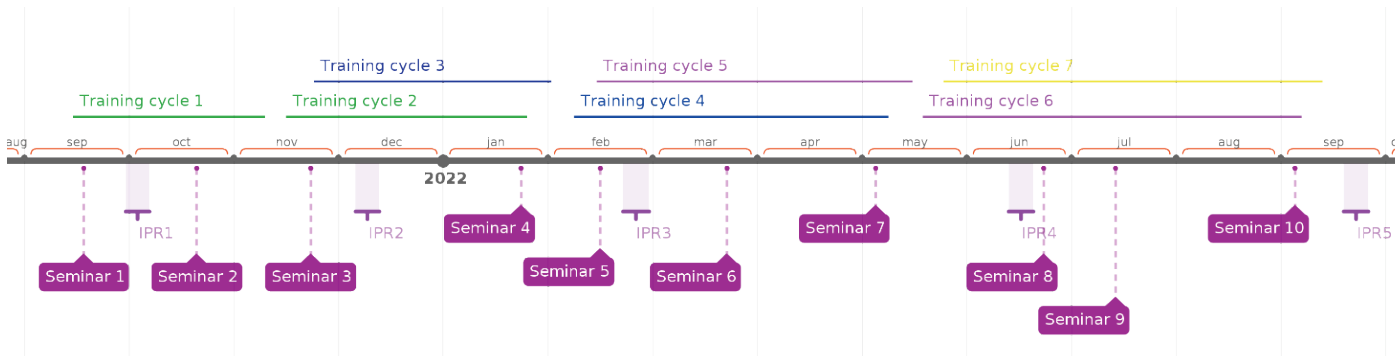 Training cycle 3
Training cycle 5
Training cycle 7
Training cycle 1
Training cycle 2
Training cycle 4
Training cycle 6
aug sep oct nov dec jan feb mar apr may jun jul aug sep
2022
IPR1
IPR2
IPR3
IPR4
IPR5
Seminar 4
Seminar 7
Seminar 10
Seminar 1
Seminar 2
Seminar 3
Seminar 5
Seminar 6
Seminar 8
Seminar 9